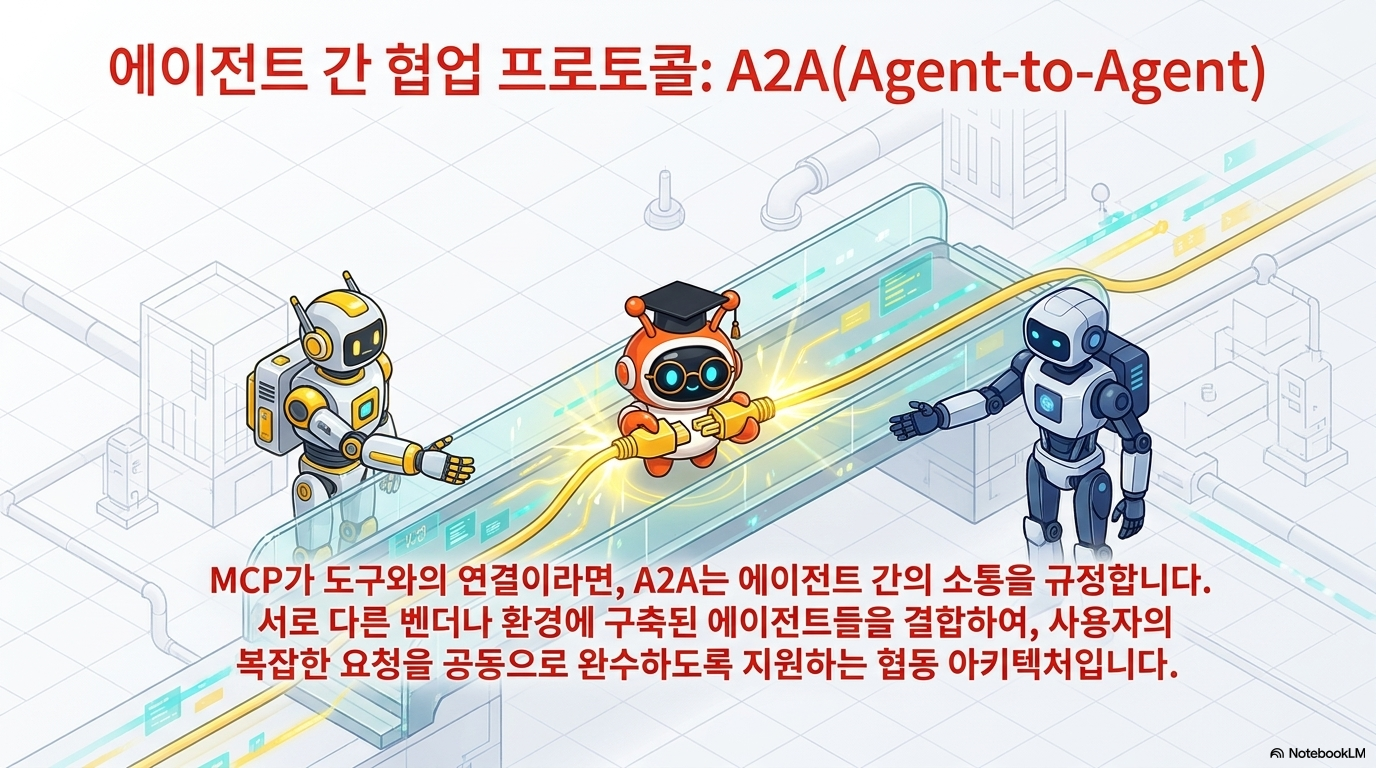 에이전트 간 협업 프로토콜: A2A(Agent-to-Agent)
MCP가 도구와의 연결이라면, A2A는 에이전트 간의 소통을 규정합니다.
서로 다른 벤더나 환경에 구축된 에이전트들을 결합하여, 사용자의
복잡한 요청을 공동으로 완수하도록 지원하는 협동 아키텍처입니다.
NotebookLM